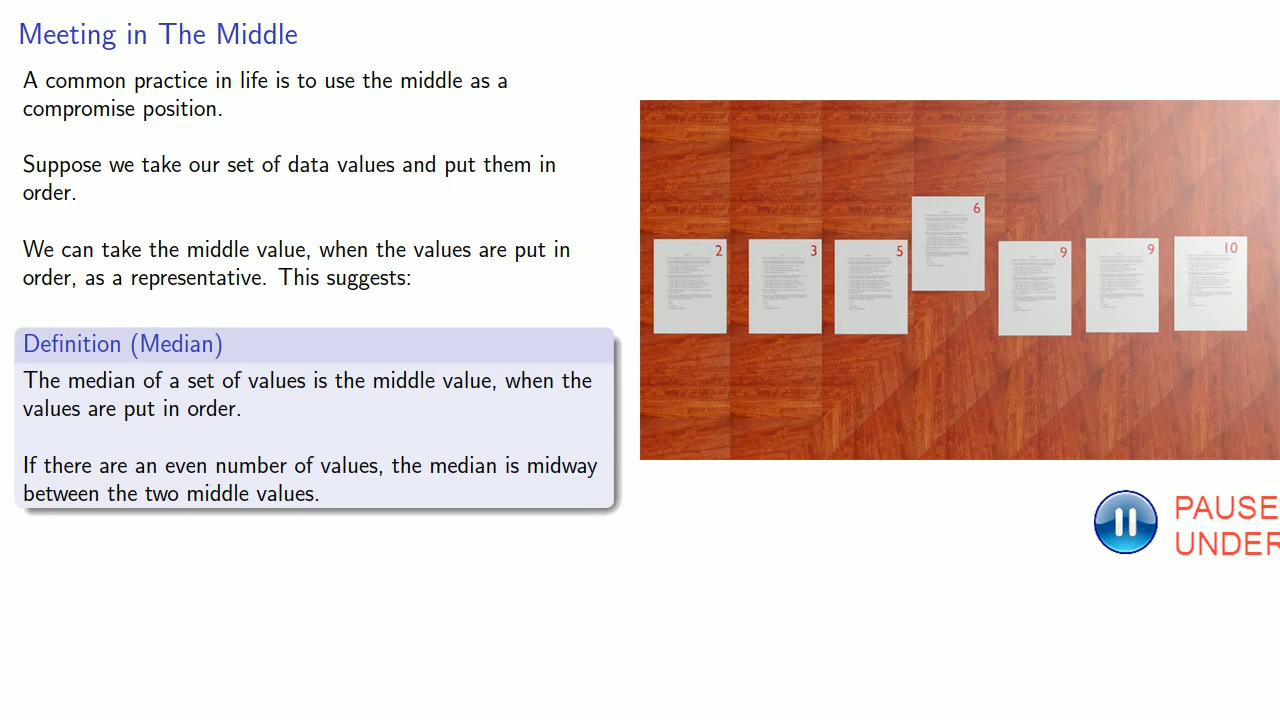 Meeting in The Middle
A common practice in life is to use the middle as a
compromise position.
Suppose we take our set of data values and put them in
order.
We can take the middle value, when the values are put in
order, as a representative. This suggests:
Definition (Median)
The median of a set of values is the middle value, when the
values are put in order.
If there are an even number of values, the median is midway
between the two middle values.
2 3 5 6 9 9 10
PAUSE
UNDER